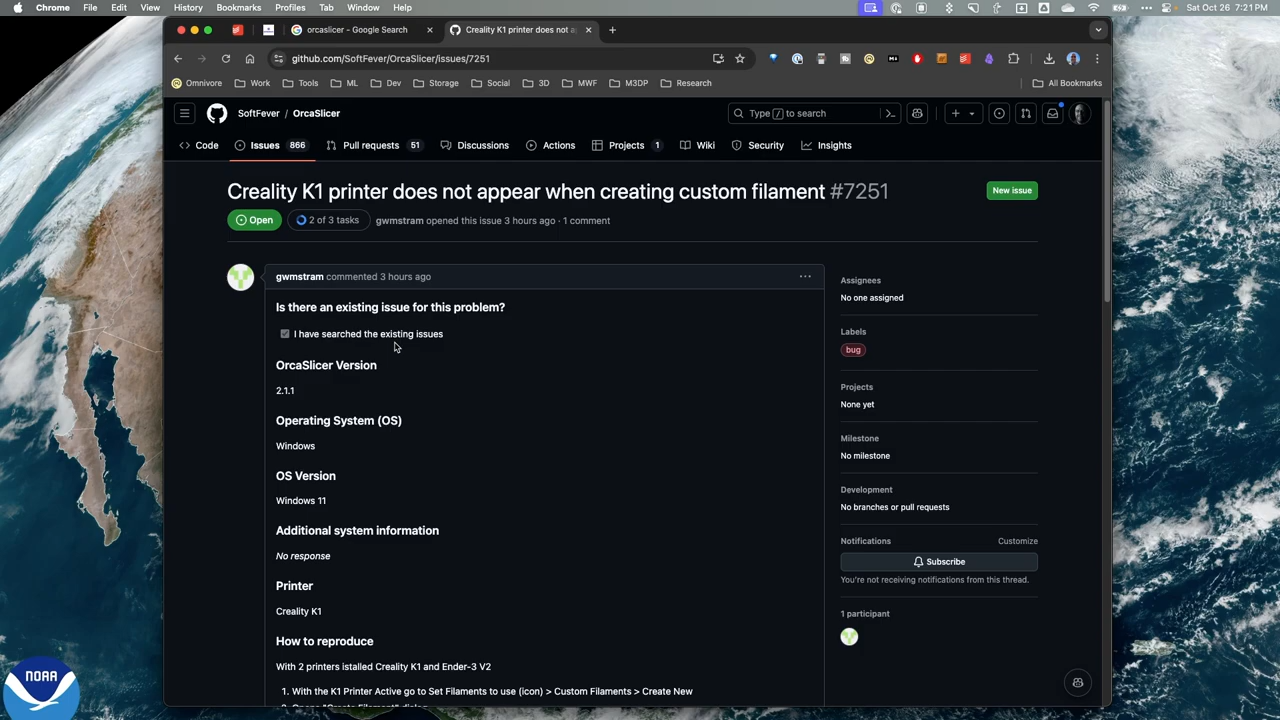 Chrome File Edit View History Bookmarks Profiles Tab Window Help Sat Oct 26 7:21 PM
orcaslicer - Google Search
Creality K1 printer does not a
github.com/SoftFever/OrcaSlicer/issues/7251
Omnivore Work Tools ML Dev Storage Social 3D MWF M3DP Research All Bookmarks
SoftFever / OrcaSlicer
Type / to search
Code Issues 866 Pull requests 51 Discussions Actions Projects 1 Wiki Security Insights
Creality K1 printer does not appear when creating custom filament #7251
New issue
Open 2 of 3 tasks gwmstram opened this issue 3 hours ago · 1 comment
gwmstram commented 3 hours ago
Is there an existing issue for this problem?
I have searched the existing issues
OrcaSlicer Version
2.1.1
Operating System (OS)
Windows
OS Version
Windows 11
Additional system information
No response
Printer
Creality K1
How to reproduce
With 2 printers istalled Creality K1 and Ender-3 V2
1. With the K1 Printer Active go to Set Filaments to use (icon) > Custom Filaments > Create New
2. Opens "Create Filament" dialog
Assignees
No one assigned
Labels
bug
Projects
None yet
Milestone
No milestone
Development
No branches or pull requests
Notifications Customize
Subscribe
You're not receiving notifications from this thread.
1 participant
NOAA